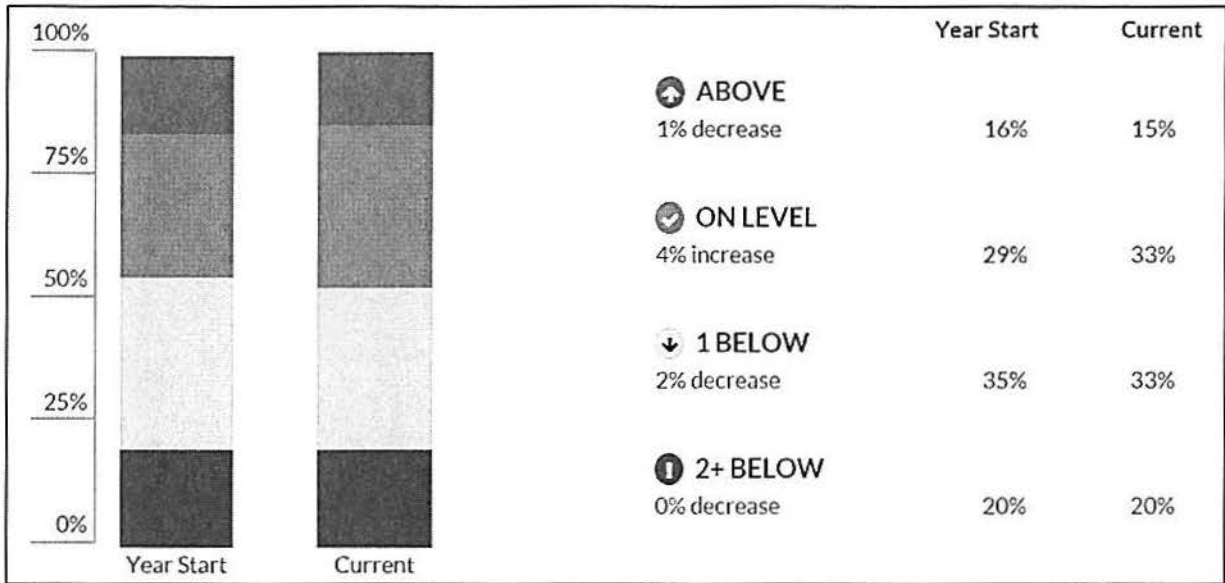 100%
75%
50%
25%
0%
Year Start
Current
Year Start Current
ABOVE
1% decrease 16% 15%
ON LEVEL
4% increase 29% 33%
1 BELOW
2% decrease 35% 33%
2+ BELOW
0% decrease 20% 20%